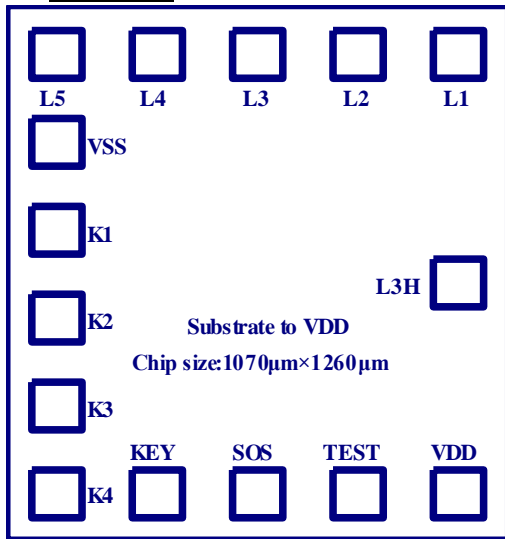 L5 L4 L3 L2 L1
VSS
K1
L3H
K2
Substrate to VDD
Chip size:1070μm×1260μm
K3
KEY SOS TEST VDD
K4